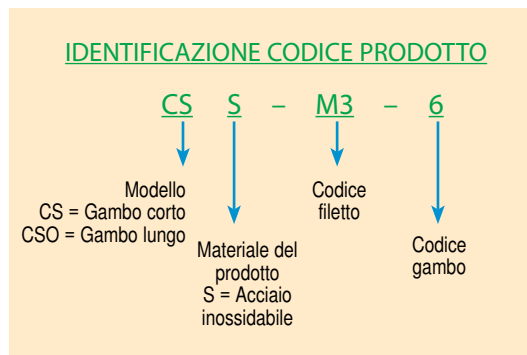 IDENTIFICAZIONE CODICE PRODOTTO
CS S – M3 – 6
Modello
CS = Gambo corto
CSO = Gambo lungo
Materiale del
prodotto
S = Acciaio
inossidabile
Codice
filetto
Codice
gambo